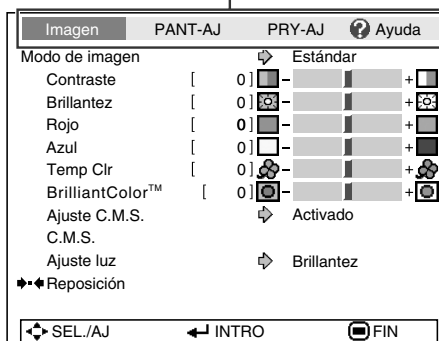 Imagen PANT-AJ PRY-AJ ? Ayuda
Modo de imagen Estándar
Contraste [ 0 ] - +
Brillantez [ 0 ] - +
Rojo [ 0 ] - +
Azul [ 0 ] - +
Temp Clr [ 0 ] - +
BrilliantColor™ [ 0 ] - +
Ajuste C.M.S. Activado
C.M.S.
Ajuste luz Brillantez
Reposición
SEL./AJ INTRO FIN